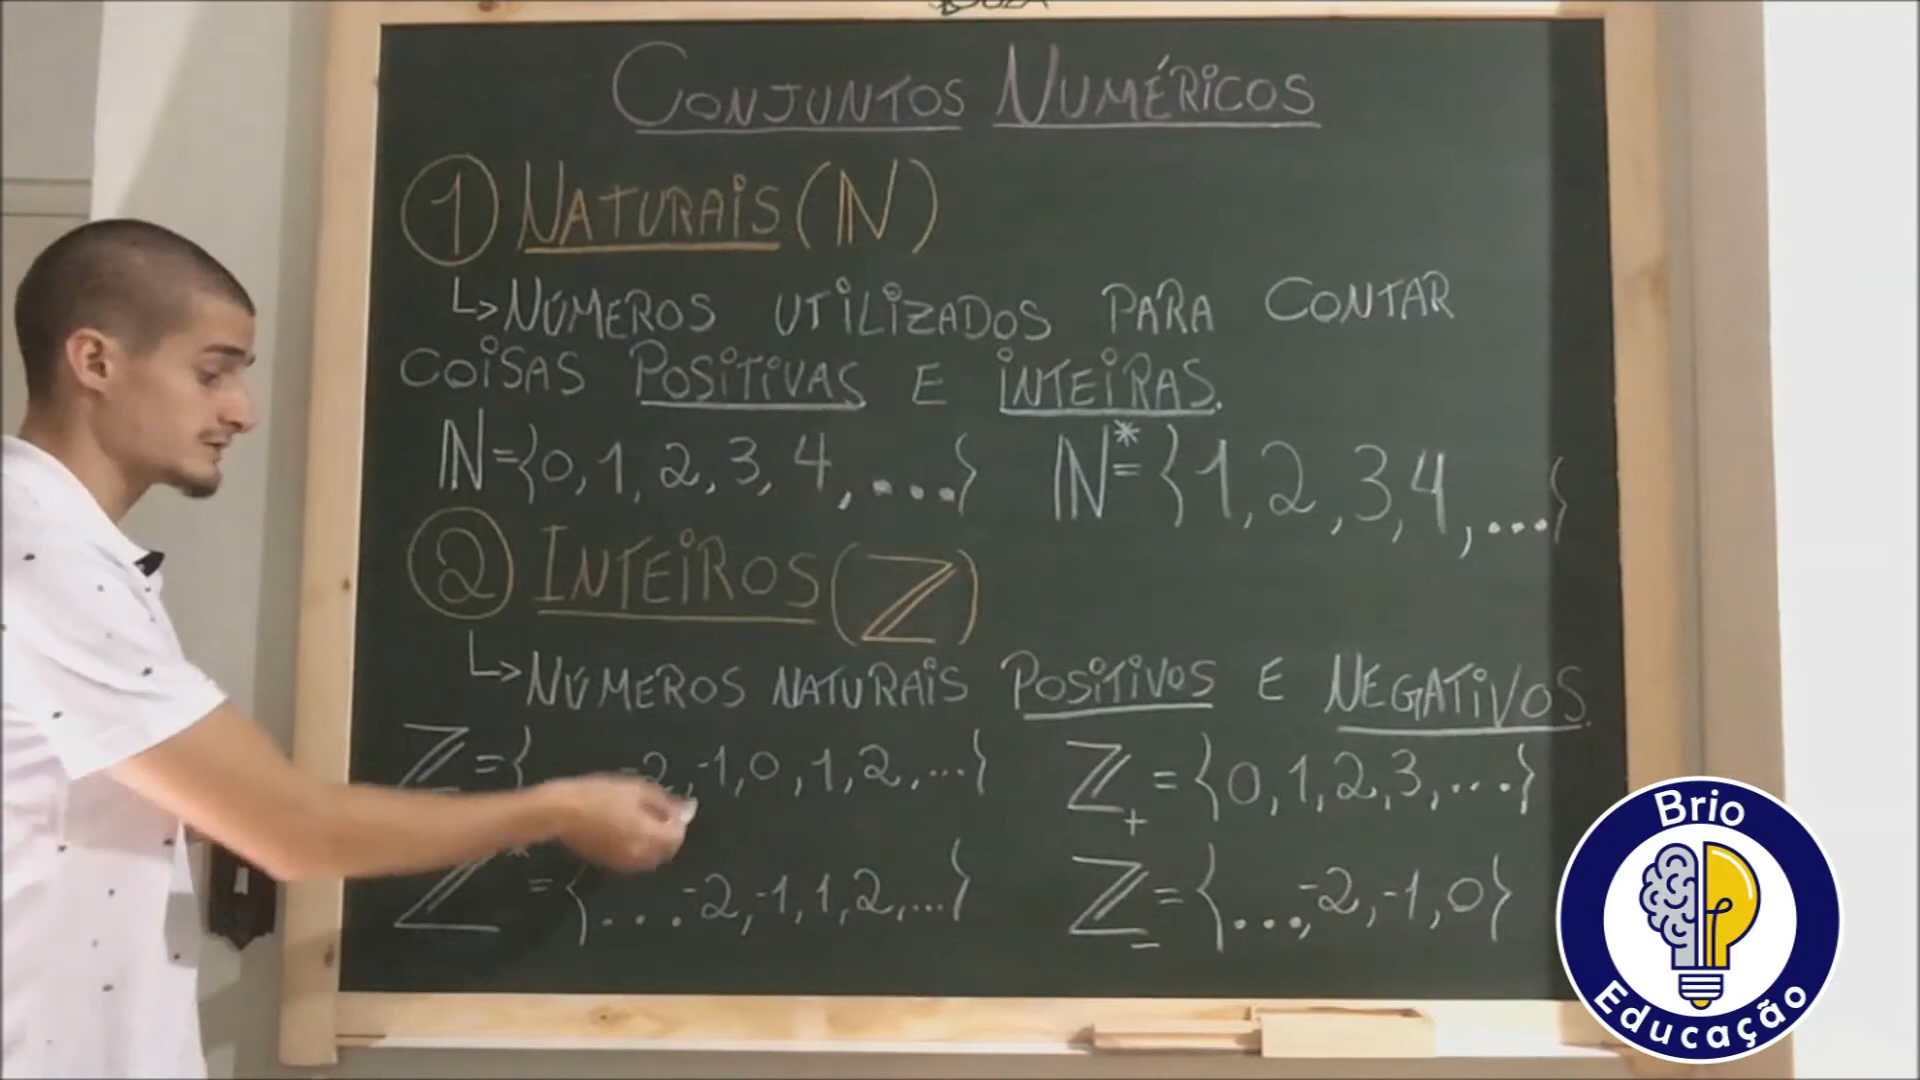 CONJUNTOS NUMÉRICOS
1 NATURAIS (ℕ)
↳ NÚMEROS UTILIZADOS PARA CONTAR
COISAS POSITIVAS E INTEIRAS.
ℕ={0,1,2,3,4,...} ℕ*={1,2,3,4,...}
2 INTEIROS (ℤ)
↳ NÚMEROS NATURAIS POSITIVOS E NEGATIVOS.
ℤ={ -2,-1,0,1,2,...} ℤ₊={0,1,2,3,...}
ℤ*={...-2,-1,1,2,...} ℤ₋={...,-2,-1,0}
Brio
Educação